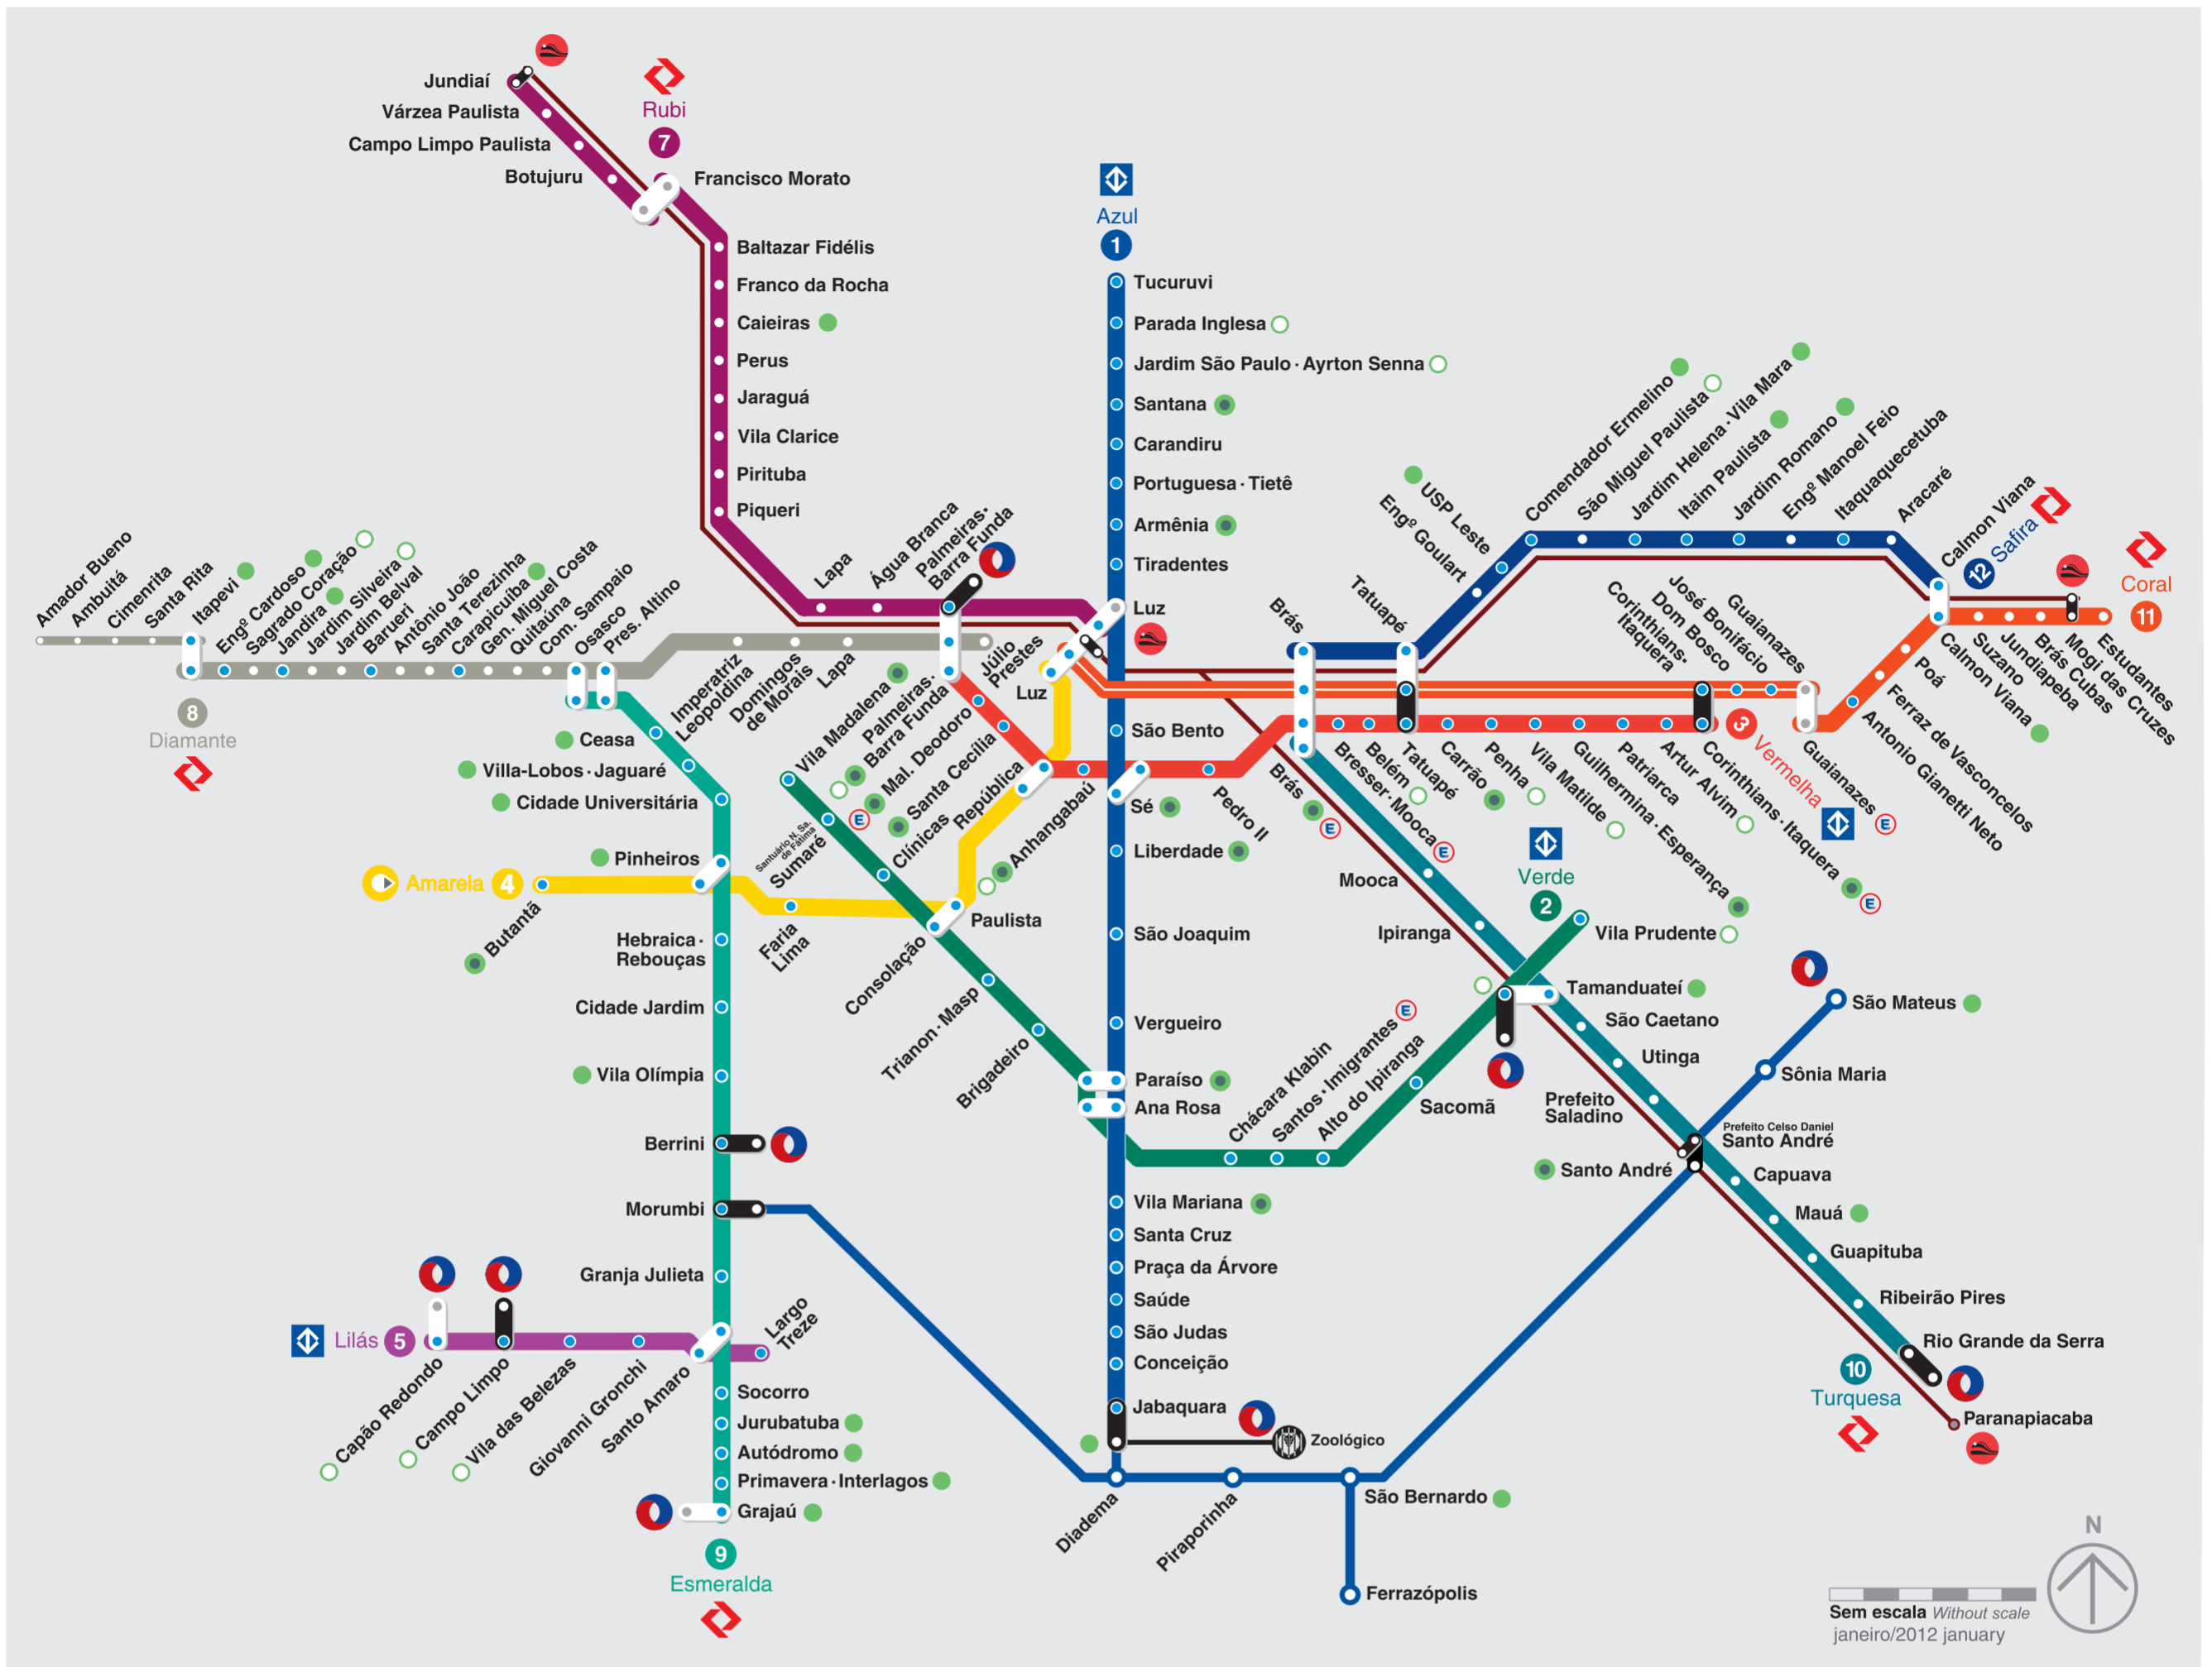 Jundiaí
Várzea Paulista
Campo Limpo Paulista
Botujuru
Rubi
7
Francisco Morato
Baltazar Fidélis
Franco da Rocha
Caieiras
Perus
Jaraguá
Vila Clarice
Pirituba
Piqueri
Lapa
Água Branca
Palmeiras·
Barra Funda
Azul
1
Tucuruvi
Parada Inglesa
Jardim São Paulo · Ayrton Senna
Santana
Carandiru
Portuguesa · Tietê
Armênia
Tiradentes
Luz
São Bento
Sé
Liberdade
São Joaquim
Vergueiro
Paraíso
Ana Rosa
Vila Mariana
Santa Cruz
Praça da Árvore
Saúde
São Judas
Conceição
Jabaquara
Zoológico
Amador Bueno
Ambuitá
Cimenrita
Santa Rita
Itapevi
Engº Cardoso
Sagrado Coração
Jandira
Jardim Silveira
Jardim Belval
Barueri
Antônio João
Santa Terezinha
Carapicuíba
Gen. Miguel Costa
Quitaúna
Com. Sampaio
Osasco
Pres. Altino
Imperatriz
Leopoldina
Domingos
de Morais
Lapa
Júlio
Prestes
8
Diamante
Luz
Palmeiras·
Barra Funda
Mal. Deodoro
Santa Cecília
República
Anhangabaú
Pedro II
Brás
Bresser · Mooca
E
Belém
Tatuapé
Carrão
Penha
Vila Matilde
Guilhermina · Esperança
Patriarca
Artur Alvim
Corinthians · Itaquera
E
3
Vermelha
E
E
Brás
Tatuapé
Engº Goulart
USP Leste
Comendador Ermelino
São Miguel Paulista
Jardim Helena · Vila Mara
Itaim Paulista
Jardim Romano
Engº Manoel Feio
Itaquaquecetuba
Aracaré
Calmon Viana
12
Safira
Coral
11
Corinthians·
Itaquera
Dom Bosco
José Bonifácio
Guaianazes
Guaianazes
E
Antonio Gianetti Neto
Ferraz de Vasconcelos
Poá
Calmon Viana
Suzano
Jundiapeba
Brás Cubas
Mogi das Cruzes
Estudantes
Ceasa
Villa-Lobos · Jaguaré
Cidade Universitária
Pinheiros
Hebraica ·
Rebouças
Cidade Jardim
Vila Olímpia
Berrini
Morumbi
Granja Julieta
Santo Amaro
Socorro
Jurubatuba
Autódromo
Primavera · Interlagos
Grajaú
9
Esmeralda
Amarela
4
Butantã
Faria
Lima
Paulista
Vila Madalena
Santuário N. Sa.
de Fátima
Sumaré
Clínicas
Consolação
Trianon · Masp
Brigadeiro
Chácara Klabin
Santos · Imigrantes
E
Alto do Ipiranga
Sacomã
Tamanduateí
Vila Prudente
Verde
2
Mooca
Ipiranga
São Caetano
Utinga
Prefeito
Saladino
Prefeito Celso Daniel
Santo André
Santo André
Capuava
Mauá
Guapituba
Ribeirão Pires
Rio Grande da Serra
Paranapiacaba
10
Turquesa
São Mateus
Sônia Maria
Diadema
Piraporinha
São Bernardo
Ferrazópolis
Lilás
5
Capão Redondo
Campo Limpo
Vila das Belezas
Giovanni Gronchi
Largo
Treze
N
Sem escala Without scale
janeiro/2012 january